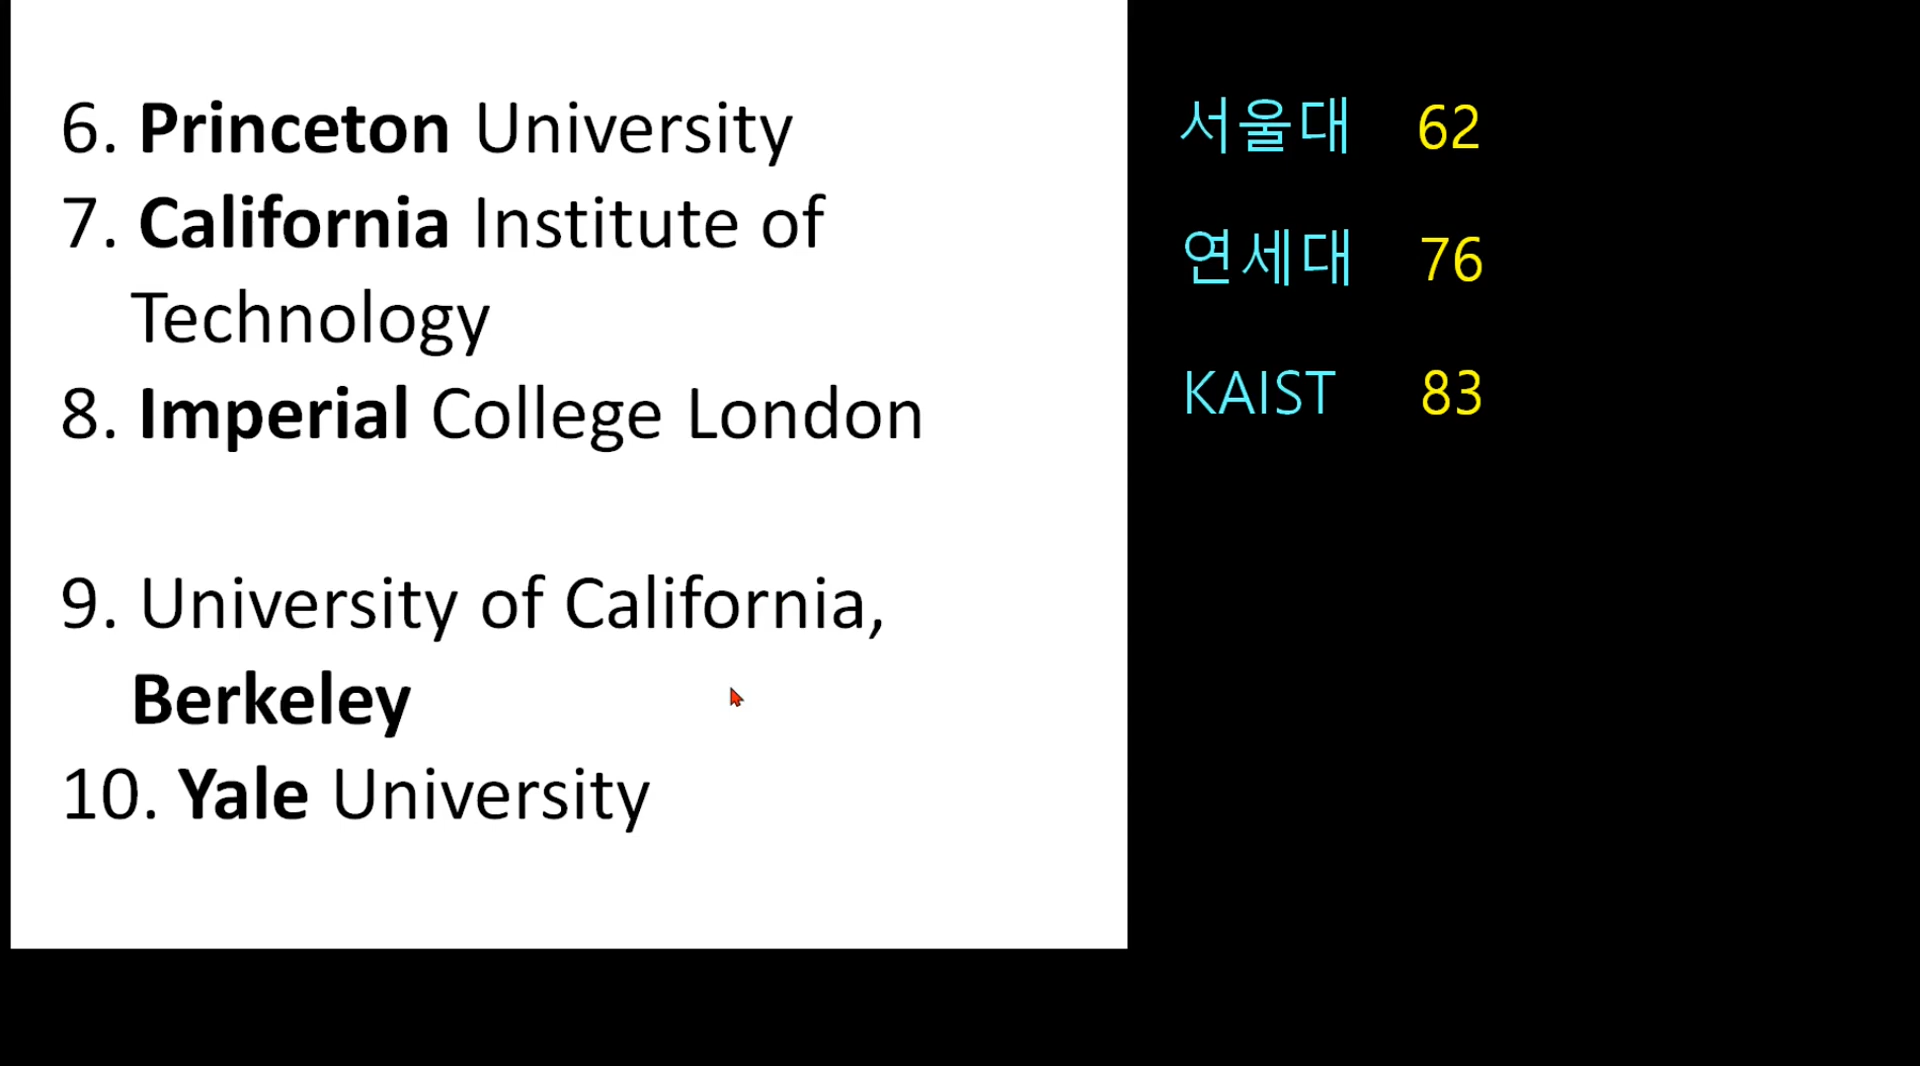 6. Princeton University
7. California Institute of
Technology
8. Imperial College London
9. University of California,
Berkeley
10. Yale University
서울대 62
연세대 76
KAIST 83